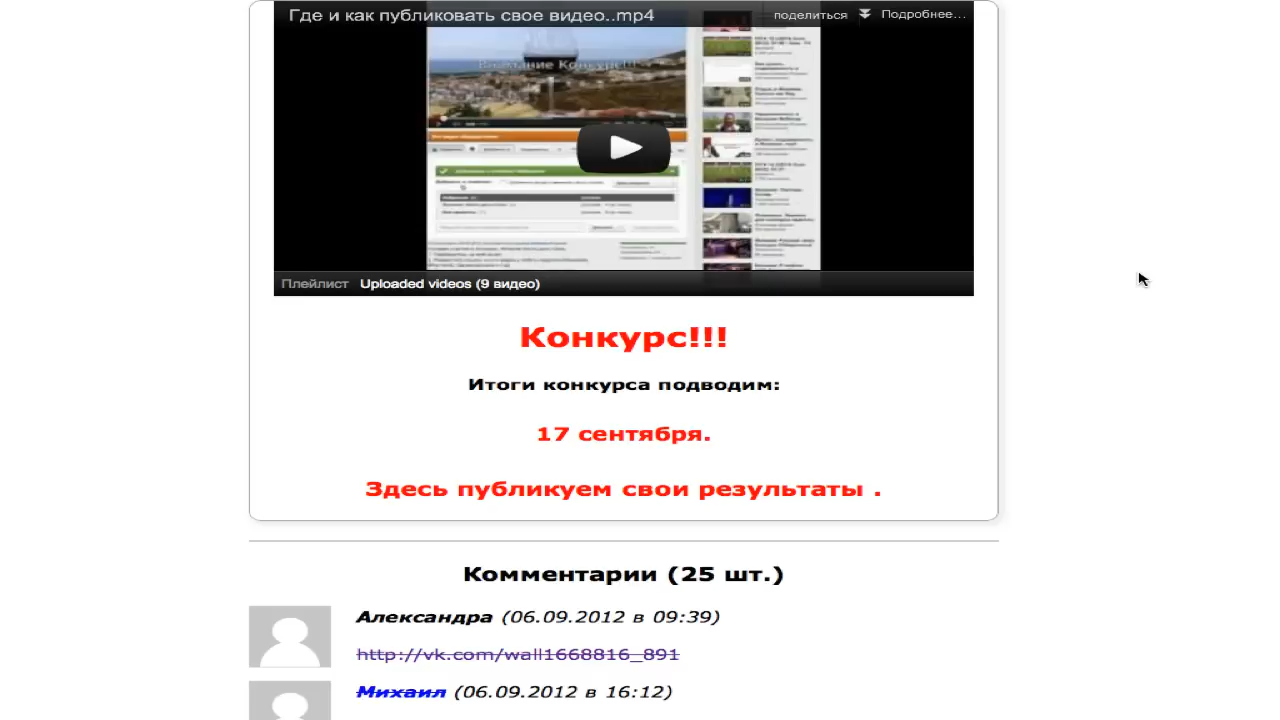 Где и как публиковать свое видео..mp4
поделиться
Подробнее...
Внимание Конкурс!!!
Плейлист Uploaded videos (9 видео)
Конкурс!!!
Итоги конкурса подводим:
17 сентября.
Здесь публикуем свои результаты .
Комментарии (25 шт.)
Александра (06.09.2012 в 09:39)
http://vk.com/wall1668816_891
Михаил (06.09.2012 в 16:12)